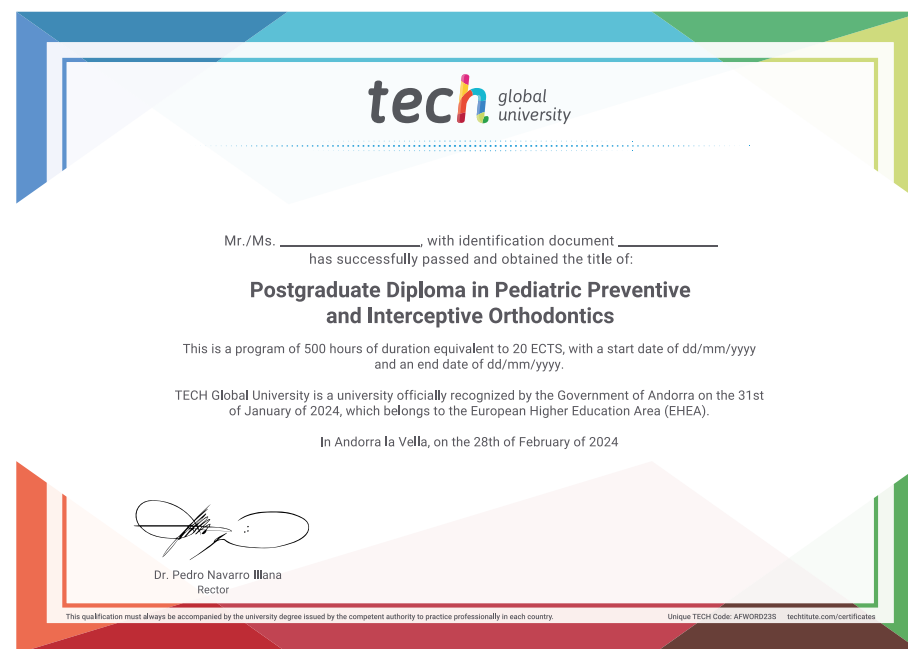 tech global
university
Mr./Ms. ____________, with identification document ____________
has successfully passed and obtained the title of:
Postgraduate Diploma in Pediatric Preventive
and Interceptive Orthodontics
This is a program of 500 hours of duration equivalent to 20 ECTS, with a start date of dd/mm/yyyy
and an end date of dd/mm/yyyy.
TECH Global University is a university officially recognized by the Government of Andorra on the 31st
of January of 2024, which belongs to the European Higher Education Area (EHEA).
In Andorra la Vella, on the 28th of February of 2024
Dr. Pedro Navarro Illana
Rector
This qualification must always be accompanied by the university degree issued by the competent authority to practice professionally in each country. Unique TECH Code: AFWORD23S techtitute.com/certificates